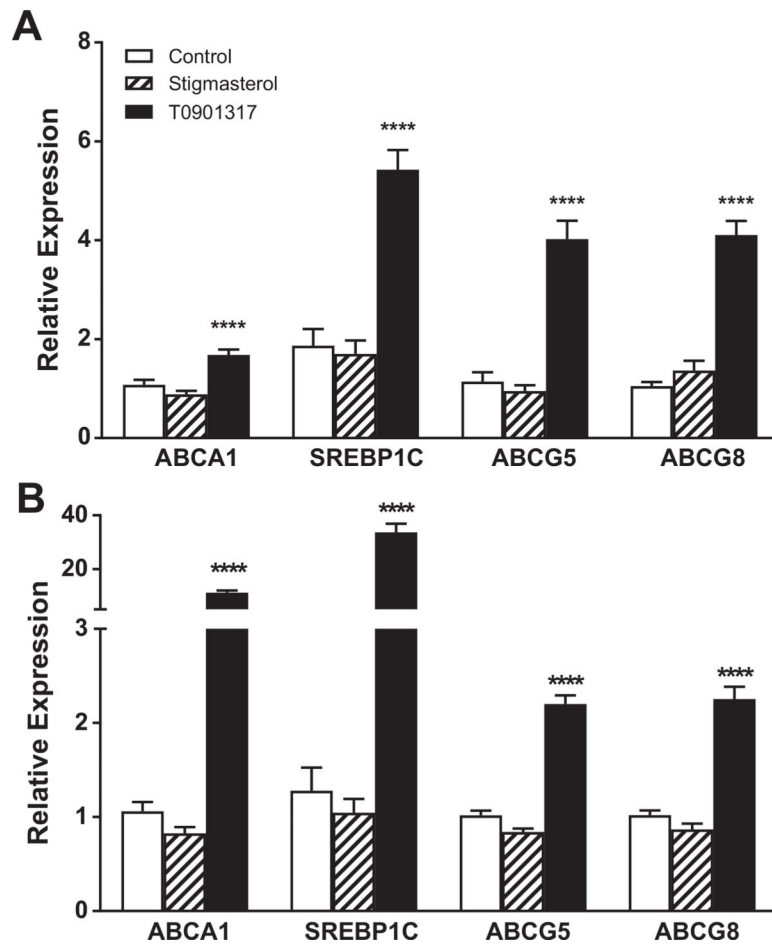 A
Relative Expression
8
6
4
2
0
Control
Stigmasterol
T0901317
****
****
****
****
ABCA1 SREBP1C ABCG5 ABCG8
B
Relative Expression
40
20
3
2
1
0
****
****
****
****
ABCA1 SREBP1C ABCG5 ABCG8